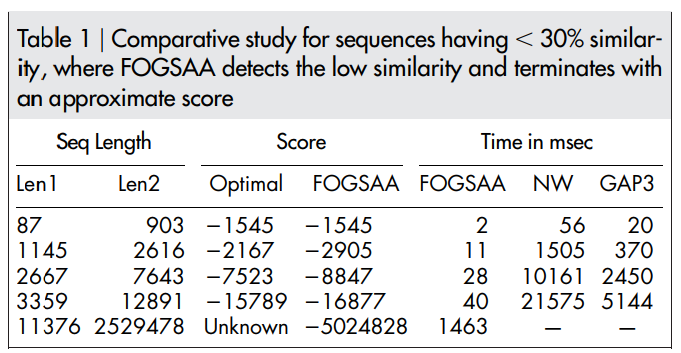 Table 1 | Comparative study for sequences having < 30% similar-
ity, where FOGSAA detects the low similarity and terminates with
an approximate score
Seq Length Score Time in msec
Len1 Len2 Optimal FOGSAA FOGSAA NW GAP3
87 903 −1545 −1545 2 56 20
1145 2616 −2167 −2905 11 1505 370
2667 7643 −7523 −8847 28 10161 2450
3359 12891 −15789 −16877 40 21575 5144
11376 2529478 Unknown −5024828 1463 — —